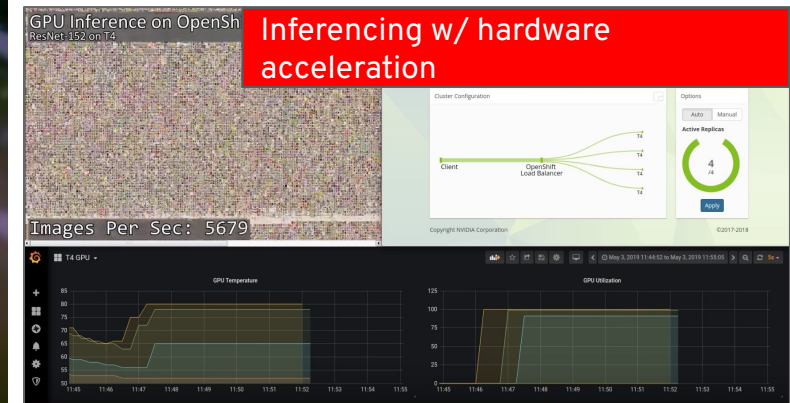 GPU Inference on OpenSh
ResNet-152 on T4
Inferencing w/ hardware
acceleration
Images Per Sec: 5679
Cluster Configuration
Client
OpenShift
Load Balancer
T4
T4
T4
T4
Options
Auto Manual
Active Replicas
4
/4
Apply
Copyright NVIDIA Corporation
©2017-2018
T4 GPU
May 3, 2019 11:44:52 to May 3, 2019 11:55:05
5s
GPU Temperature
85
80
75
70
65
60
55
50
11:45 11:46 11:47 11:48 11:49 11:50 11:51 11:52 11:53 11:54 11:55
GPU Utilization
125
100
75
50
25
0
11:45 11:46 11:47 11:48 11:49 11:50 11:51 11:52 11:53 11:54 11:55